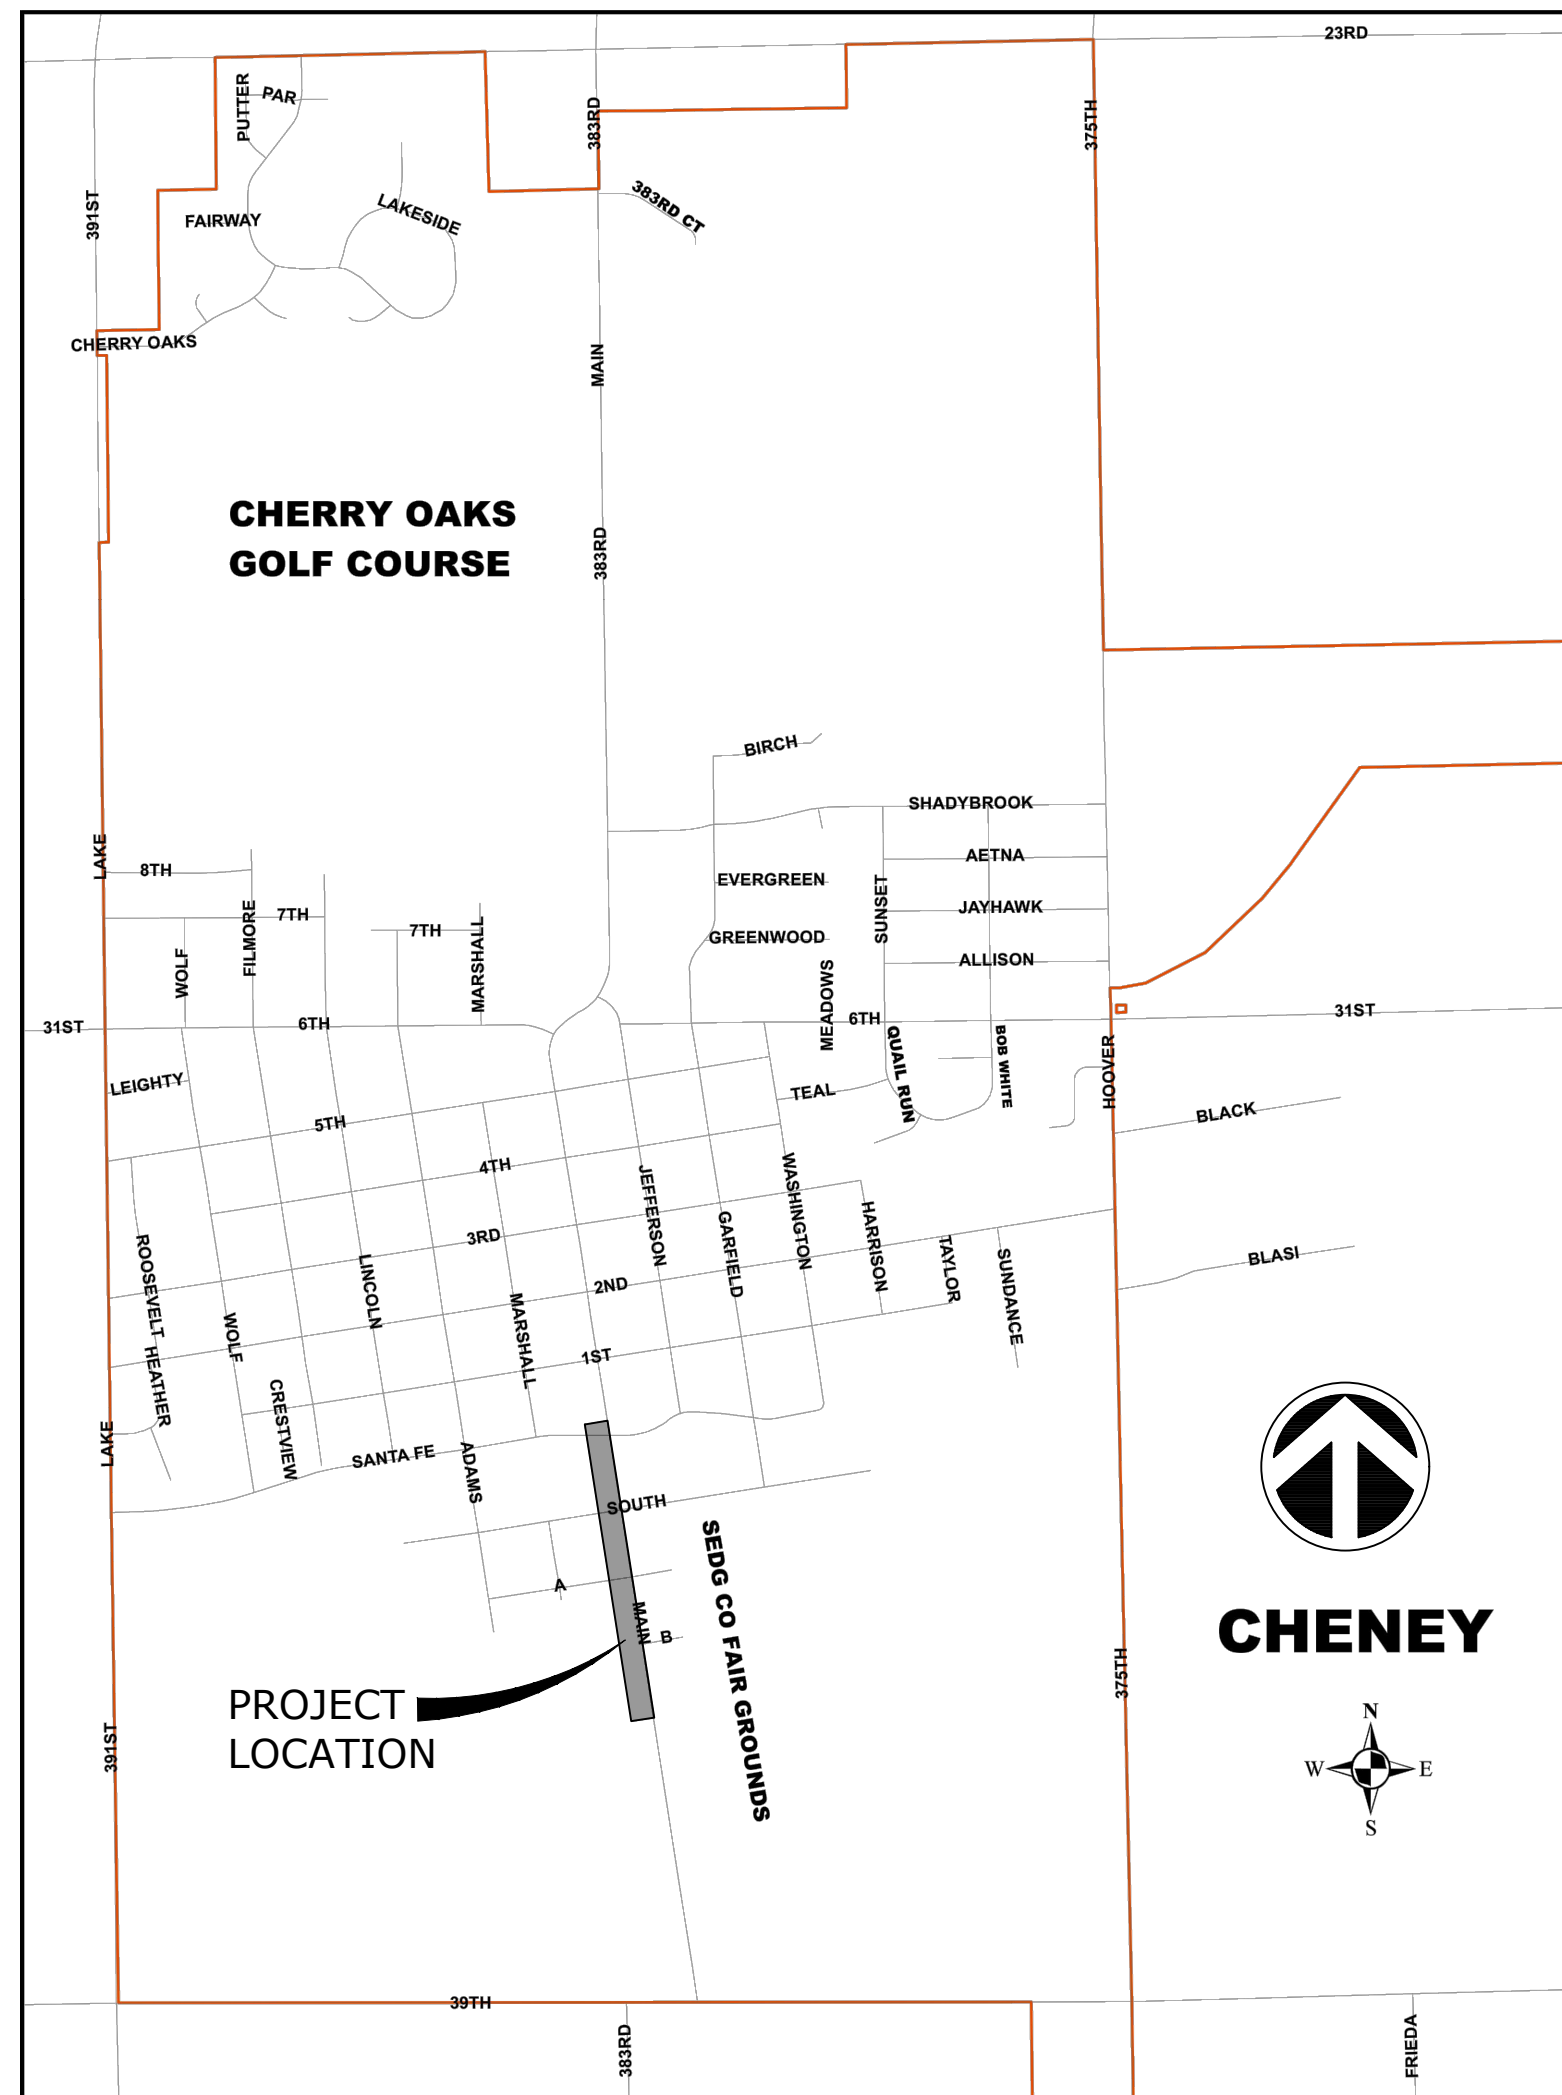 23RD
PUTTER
PAR
383RD
375TH
391ST
FAIRWAY
LAKESIDE
383RD CT
CHERRY OAKS
MAIN
CHERRY OAKS
GOLF COURSE
383RD
BIRCH
SHADYBROOK
LAKE
8TH
AETNA
EVERGREEN
SUNSET
7TH
FILMORE
7TH
MARSHALL
JAYHAWK
GREENWOOD
WOLF
MEADOWS
ALLISON
31ST
6TH
6TH
31ST
QUAIL RUN
BOB WHITE
HOOVER
LEIGHTY
TEAL
BLACK
5TH
4TH
JEFFERSON
WASHINGTON
3RD
GARFIELD
HARRISON
TAYLOR
SUNDANCE
BLASI
ROOSEVELT
LINCOLN
2ND
WOLF
MARSHALL
HEATHER
1ST
CRESTVIEW
LAKE
SANTA FE
ADAMS
SOUTH
SEDG CO FAIR GROUNDS
A
MAIN
B
CHENEY
375TH
PROJECT
LOCATION
391ST
N
W
E
S
39TH
383RD
FRIEDA